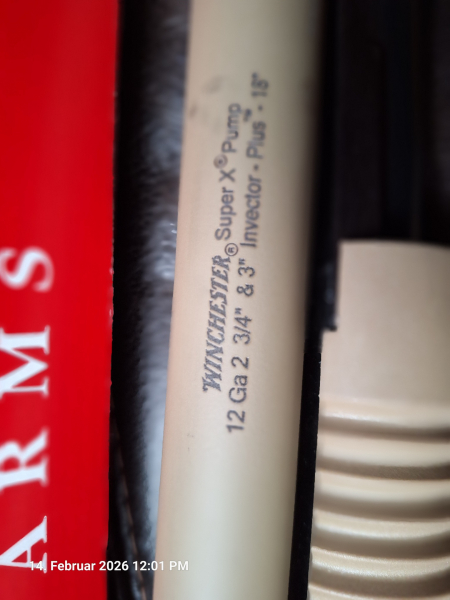 WINCHESTER® Super X® Pump
12 Ga 2 3/4" & 3" Invector - Plus™ - 18"
ARMS
14. Februar 2026 12:01 PM